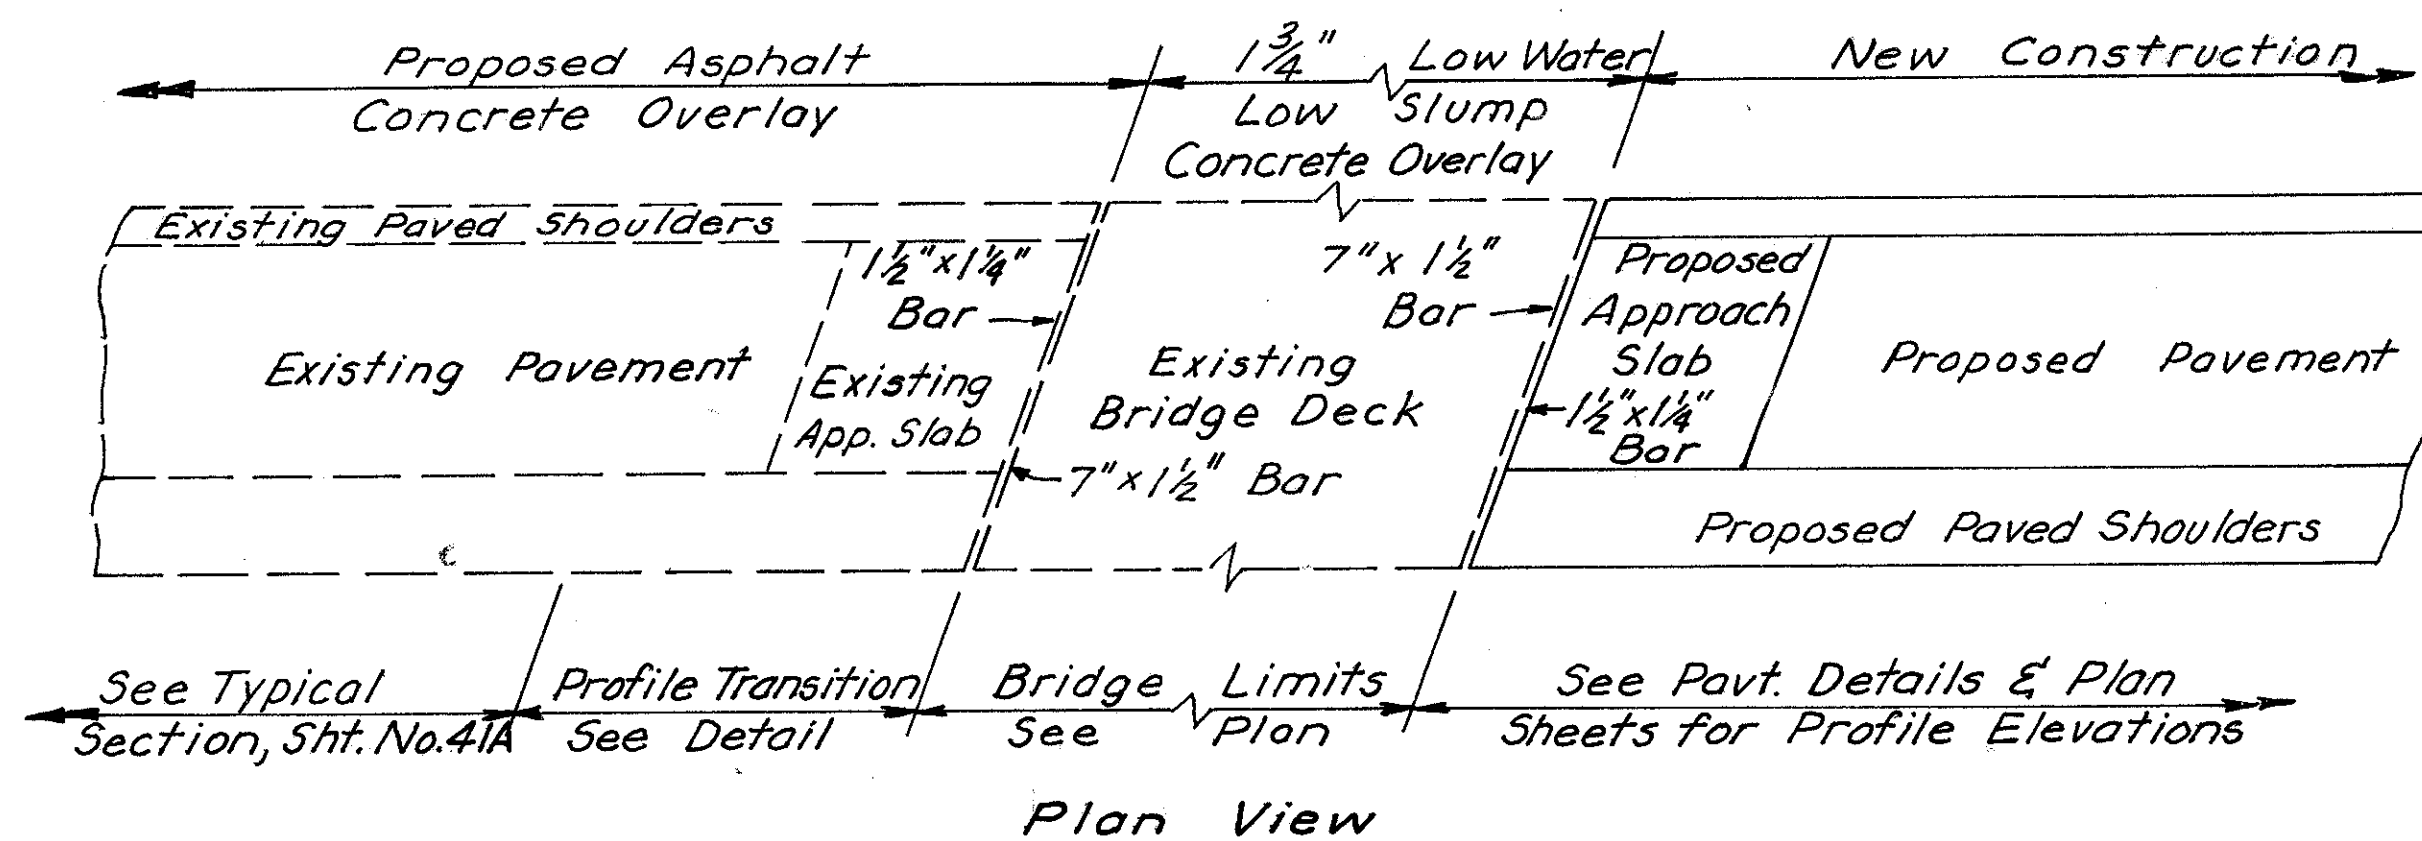 Proposed Asphalt
Concrete Overlay
1 3/4" Low Water
Low Slump
Concrete Overlay
New Construction
Existing Paved Shoulders
1 1/2" x 1 1/4"
Bar
7" x 1 1/2"
Bar
Proposed
Approach
Slab
1 1/2" x 1 1/4"
Bar
Existing Pavement
Existing
App. Slab
Existing
Bridge Deck
Proposed Pavement
7" x 1 1/2" Bar
Proposed Paved Shoulders
See Typical
Section, Sht. No. 41A
Profile Transition
See Detail
Bridge Limits
See Plan
See Pavt. Details & Plan
Sheets for Profile Elevations
Plan View